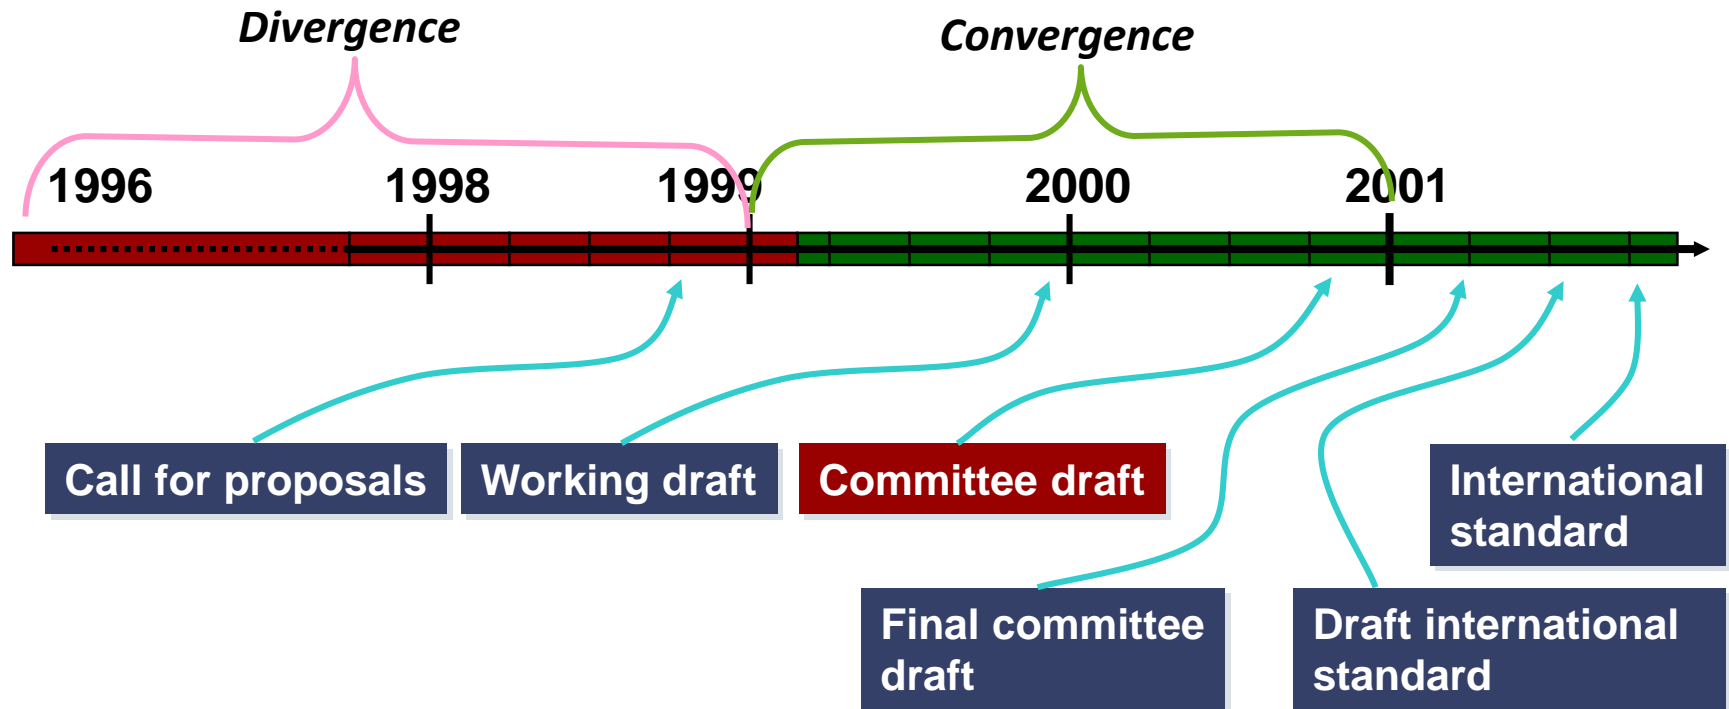 Divergence
Convergence
1996
1998
1999
2000
2001
Call for proposals
Working draft
Committee draft
International
standard
Final committee
draft
Draft international
standard